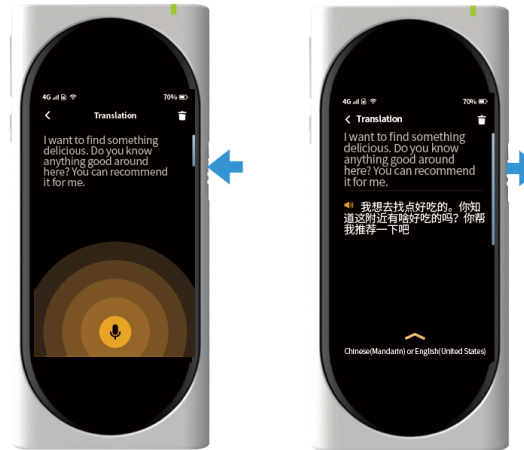 4G 70%
Translation
I want to find something
delicious. Do you know
anything good around
here? You can recommend
it for me.
4G 70%
Translation
I want to find something
delicious. Do you know
anything good around
here? You can recommend
it for me.
我想去找点好吃的。你知
道这附近有啥好吃的吗？你帮
我推荐一下吧
Chinese(Mandarin) or English(United States)